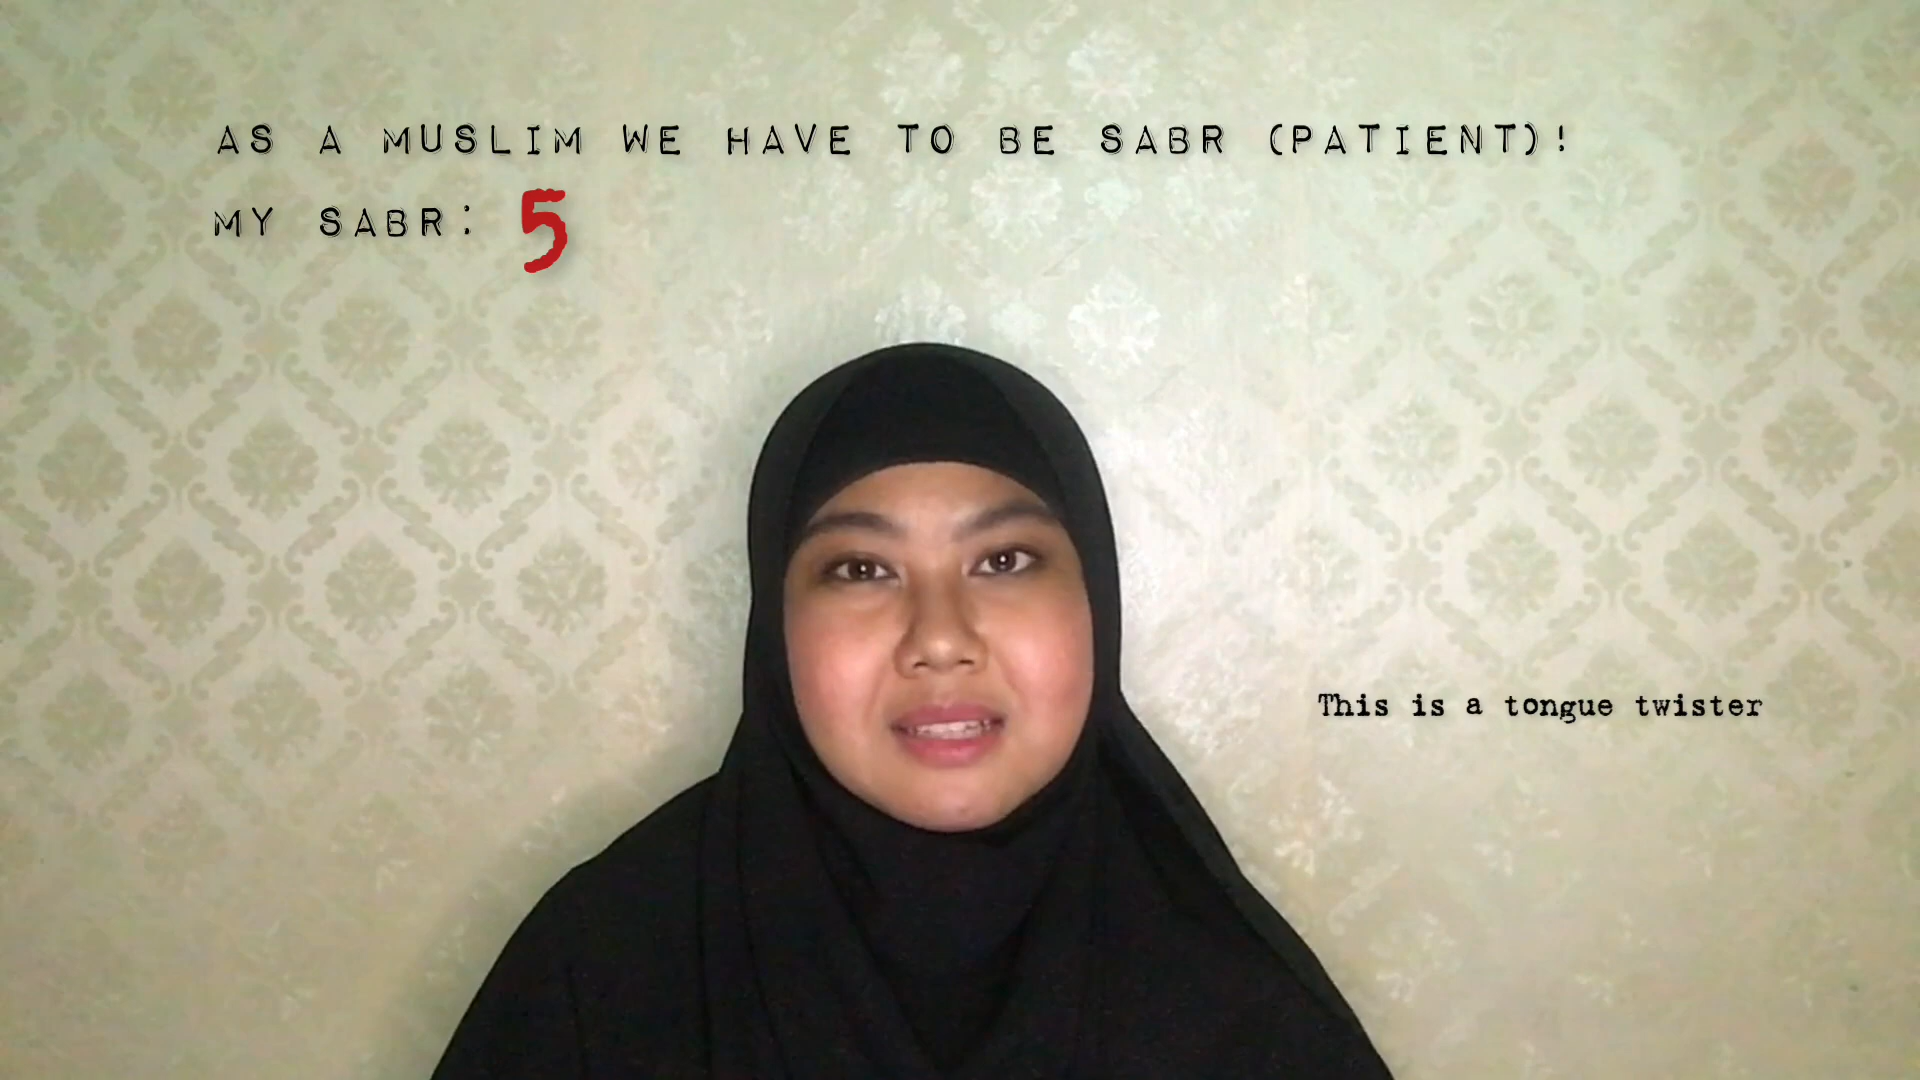 AS A MUSLIM WE HAVE TO BE SABR (PATIENT)!
MY SABR: 5
This is a tongue twister